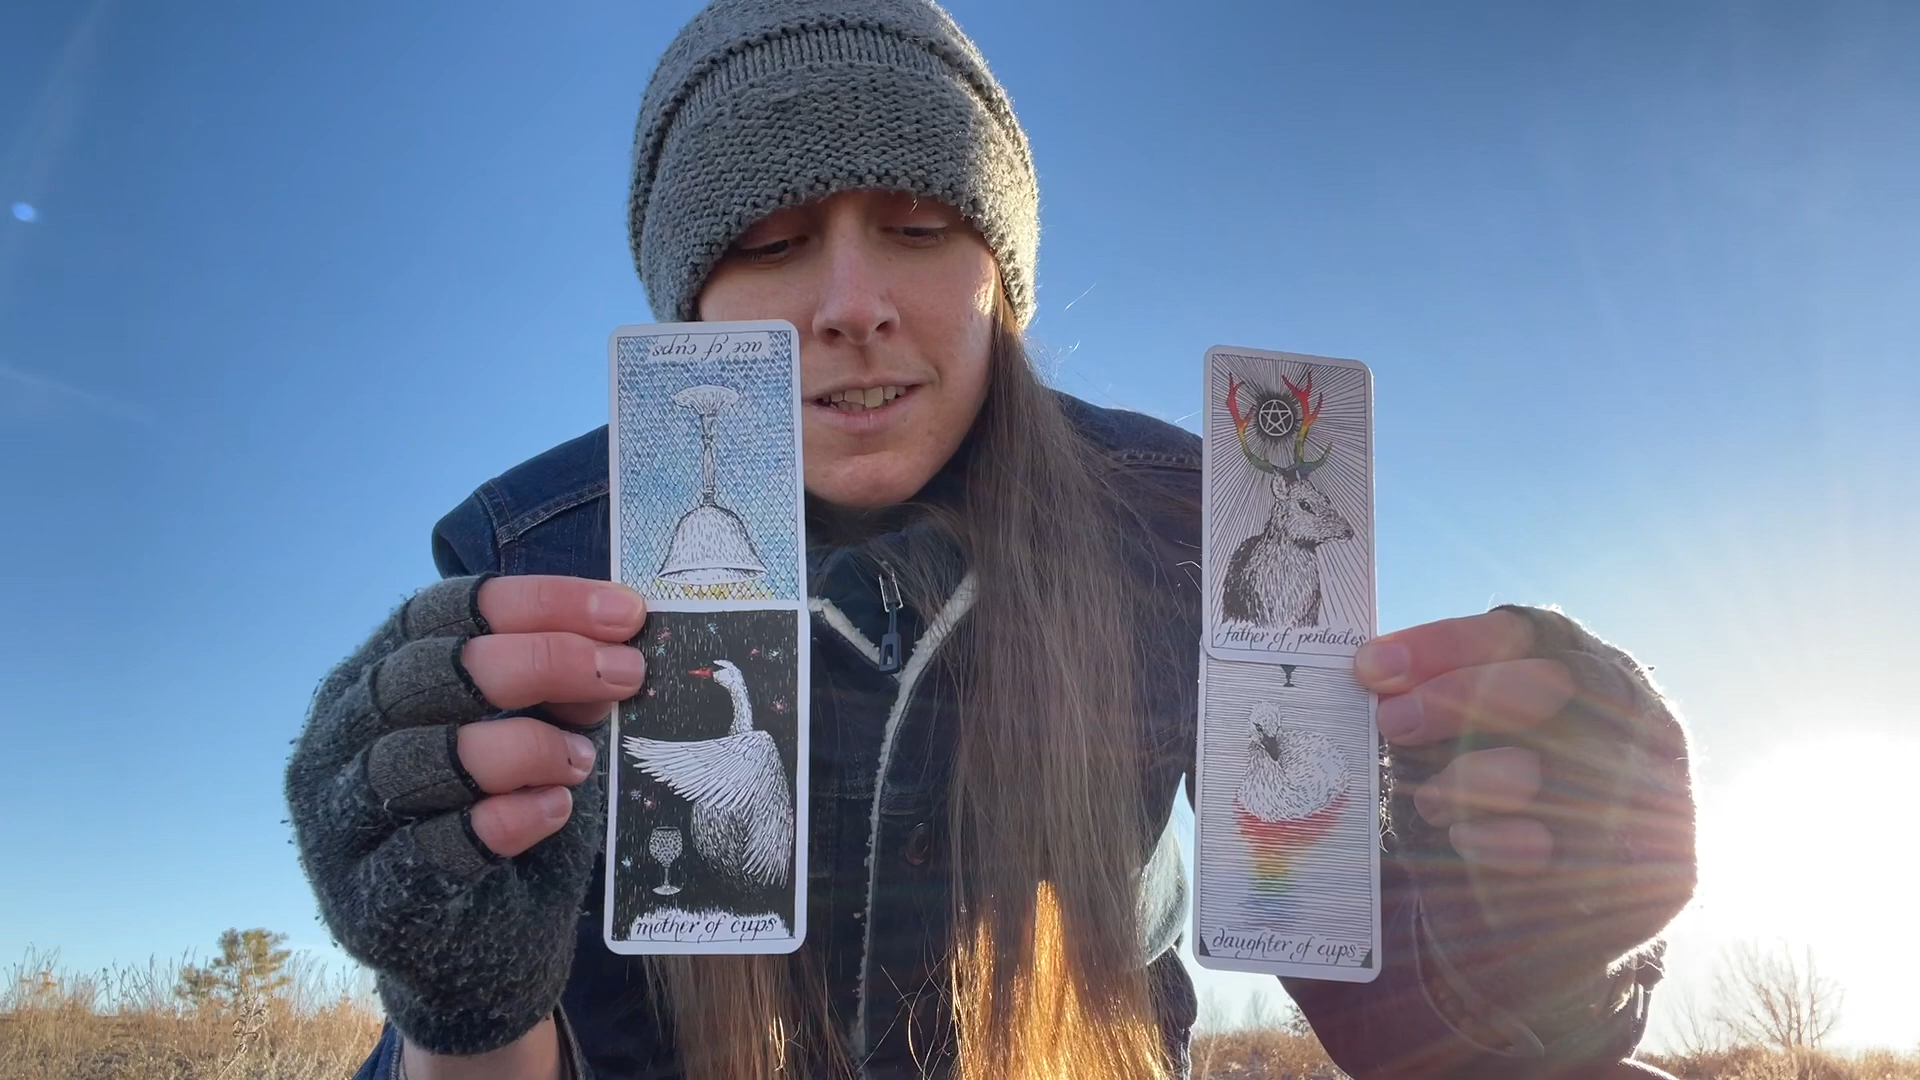 ace of cups
mother of cups
father of pentacles
daughter of cups